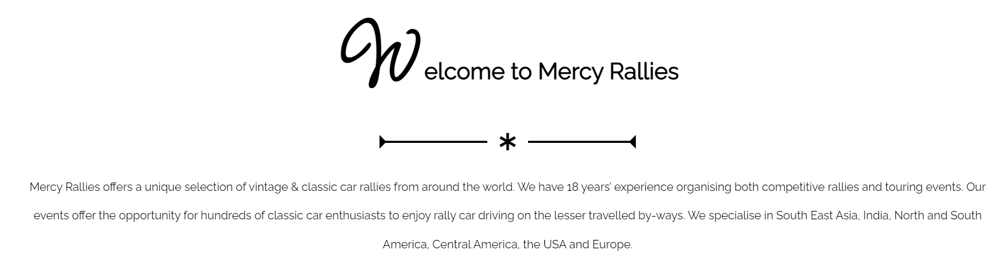 Welcome to Mercy Rallies
*
Mercy Rallies offers a unique selection of vintage & classic car rallies from around the world. We have 18 years’ experience organising both competitive rallies and touring events. Our
events offer the opportunity for hundreds of classic car enthusiasts to enjoy rally car driving on the lesser travelled by-ways. We specialise in South East Asia, India, North and South
America, Central America, the USA and Europe.